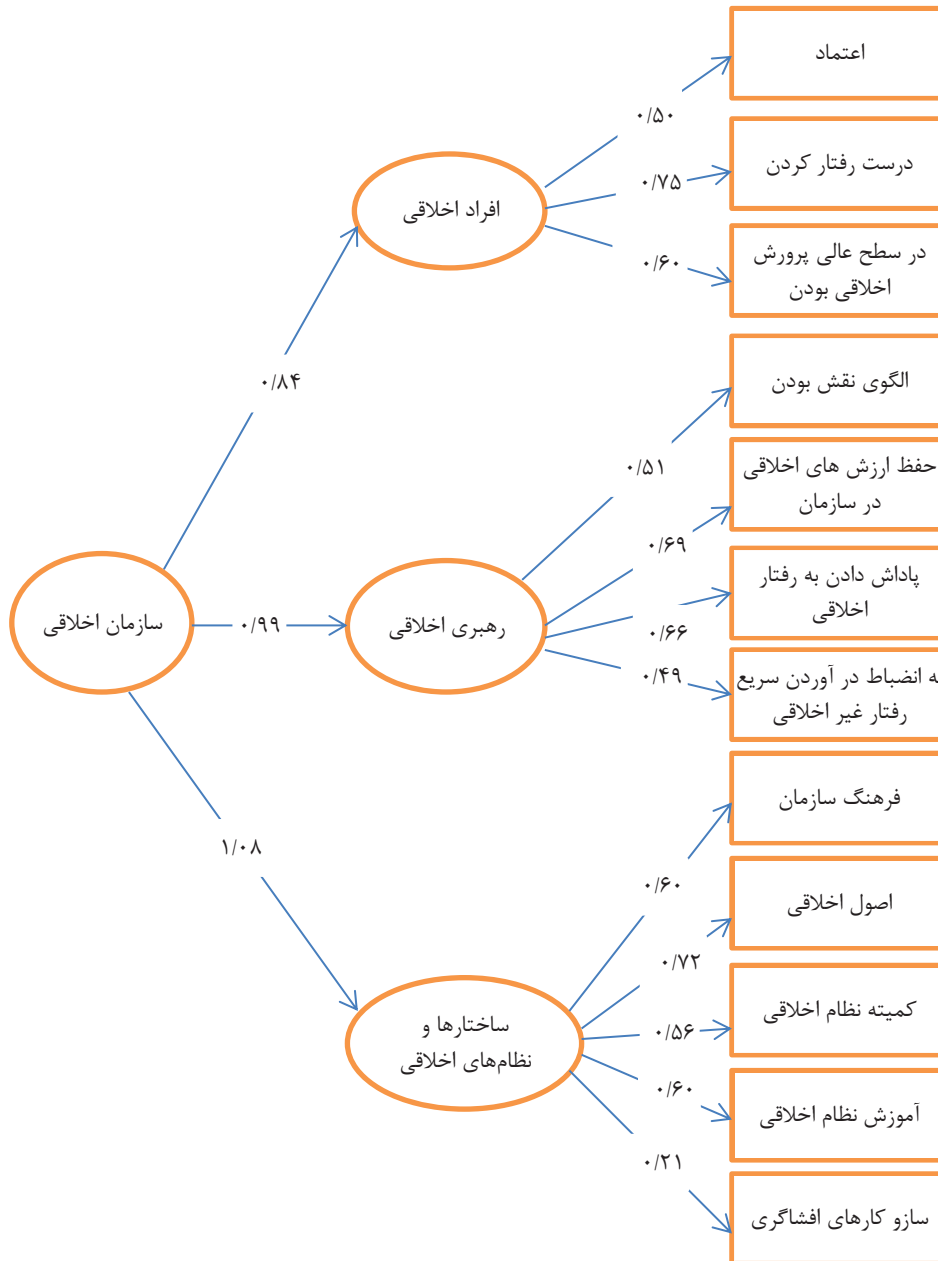 اعتماد
۰/۵۰
درست رفتار کردن
۰/۷۵
افراد اخلاقی
در سطح عالی پرورش
اخلاقی بودن
۰/۶۰
الگوی نقش بودن
۰/۸۴
۰/۵۱
حفظ ارزش های اخلاقی
در سازمان
۰/۶۹
پاداش دادن به رفتار
اخلاقی
سازمان اخلاقی
۰/۹۹
رهبری اخلاقی
۰/۶۶
ه انضباط در آوردن سریع
رفتار غیر اخلاقی
۰/۴۹
فرهنگ سازمان
۱/۰۸
۰/۶۰
اصول اخلاقی
۰/۷۲
کمیته نظام اخلاقی
ساختارها و
نظام‌های اخلاقی
۰/۵۶
۰/۶۰
آموزش نظام اخلاقی
۰/۲۱
سازو کارهای افشاگری